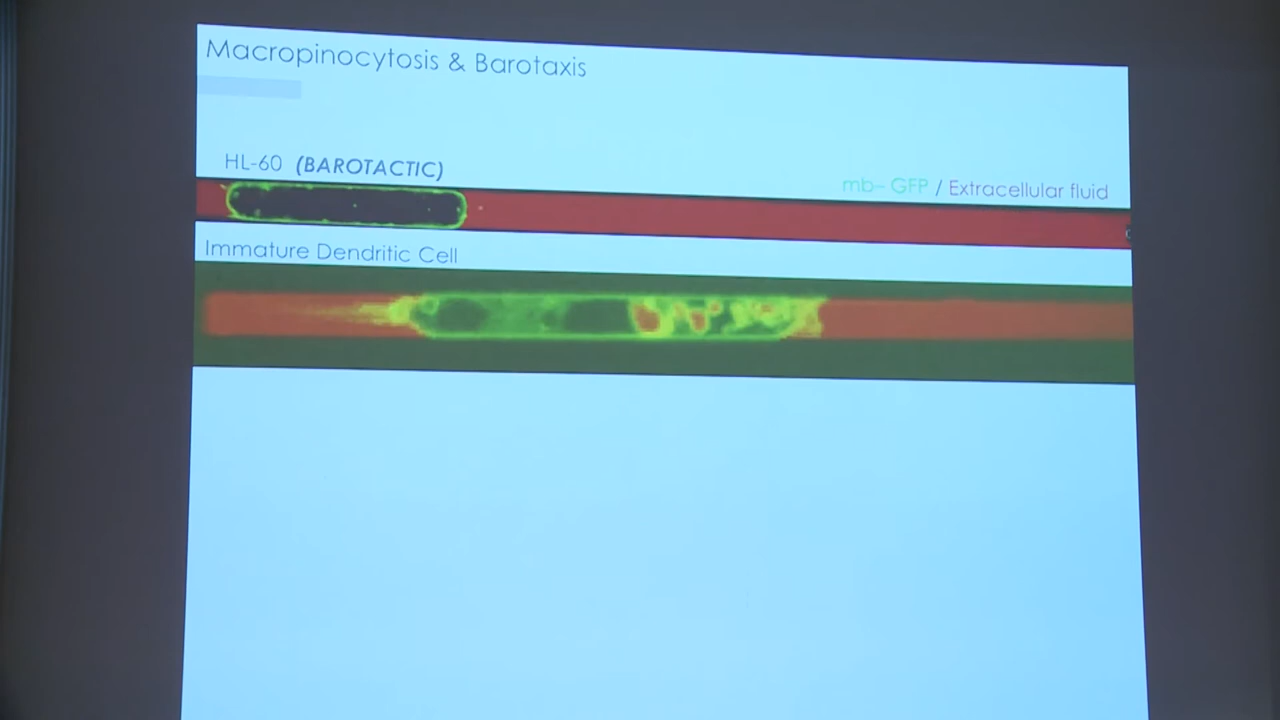 Macropinocytosis & Barotaxis
HL-60 (BAROTACTIC)
mb- GFP / Extracellular fluid
Immature Dendritic Cell